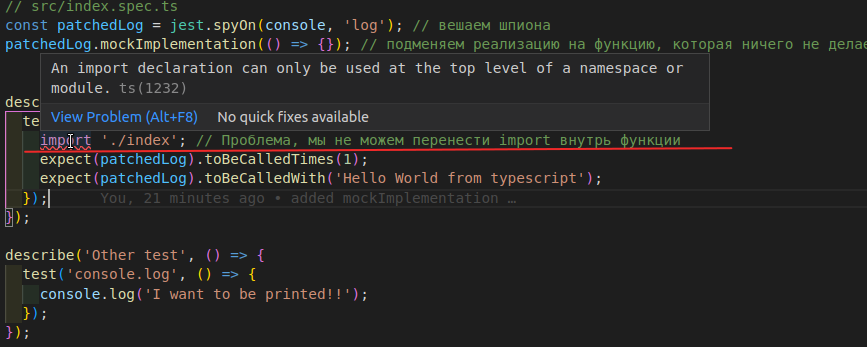 // src/index.spec.ts
const patchedLog = jest.spyOn(console, 'log'); // вешаем шпиона
patchedLog.mockImplementation(() => {}); // подменяем реализацию на функцию, которая ничего не делае
An import declaration can only be used at the top level of a namespace or
module. ts(1232)
View Problem (Alt+F8) No quick fixes available
desc
te
import './index'; // Проблема, мы не можем перенести import внутрь функции
expect(patchedLog).toBeCalledTimes(1);
expect(patchedLog).toBeCalledWith('Hello World from typescript');
}); You, 21 minutes ago • added mockImplementation …
});
describe('Other test', () => {
test('console.log', () => {
console.log('I want to be printed!!');
});
});